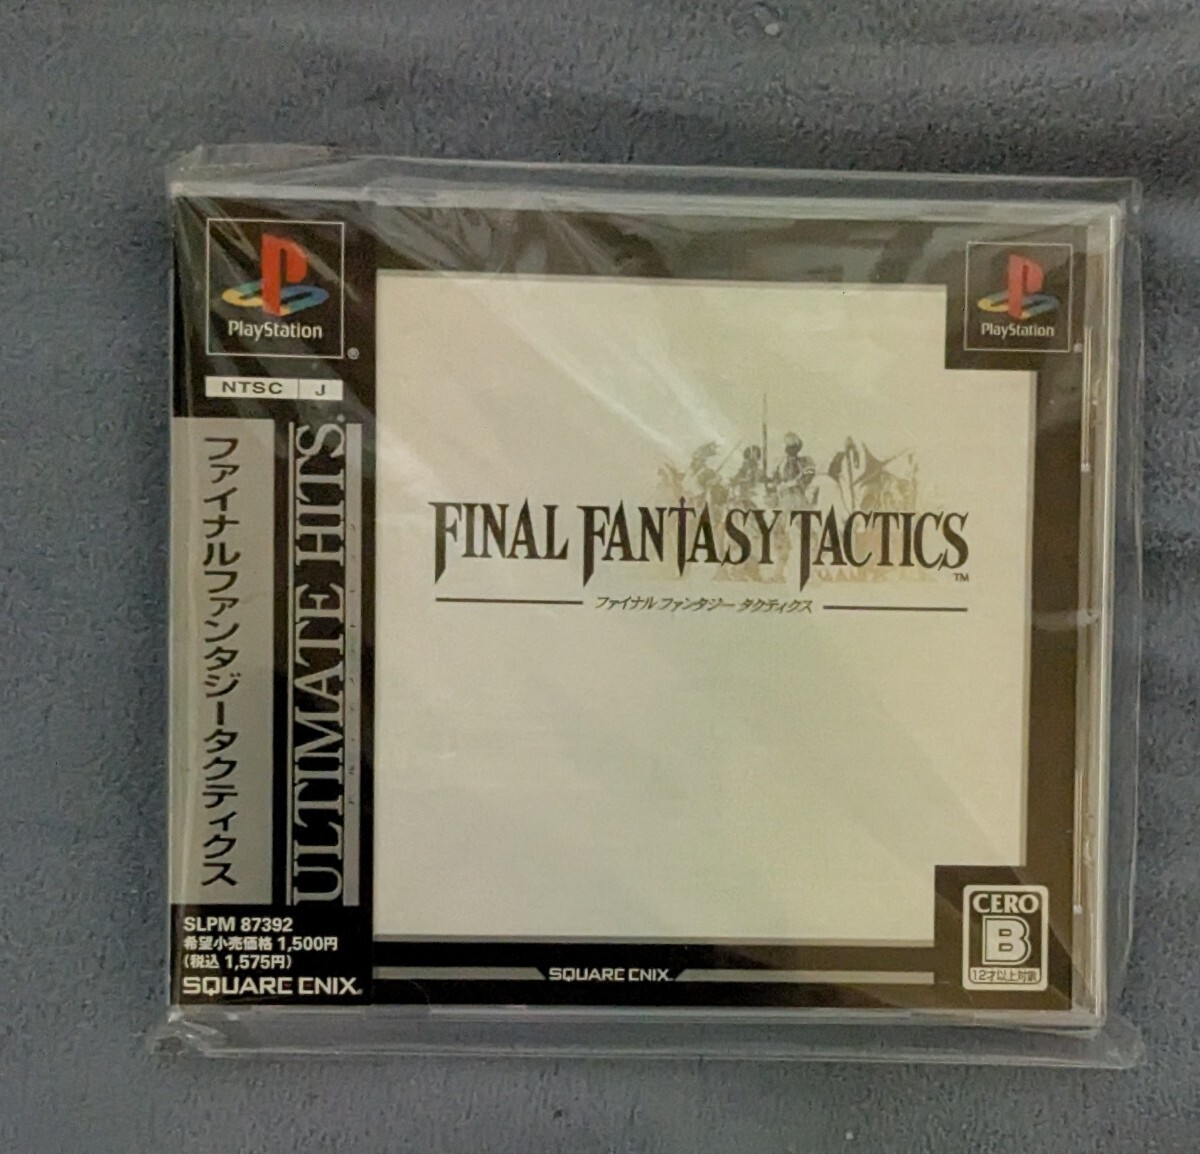 PlayStation
®
NTSC J
ファイナルファンタジータクティクス
ULTIMATE HITS
SLPM 87392
希望小売価格 1,500円
(税込 1,575円)
SQUARE ENIX
PlayStation
FINAL FANTASY TACTICS
TM
ファイナルファンタジー タクティクス
SQUARE ENIX
CERO
B
12才以上対象